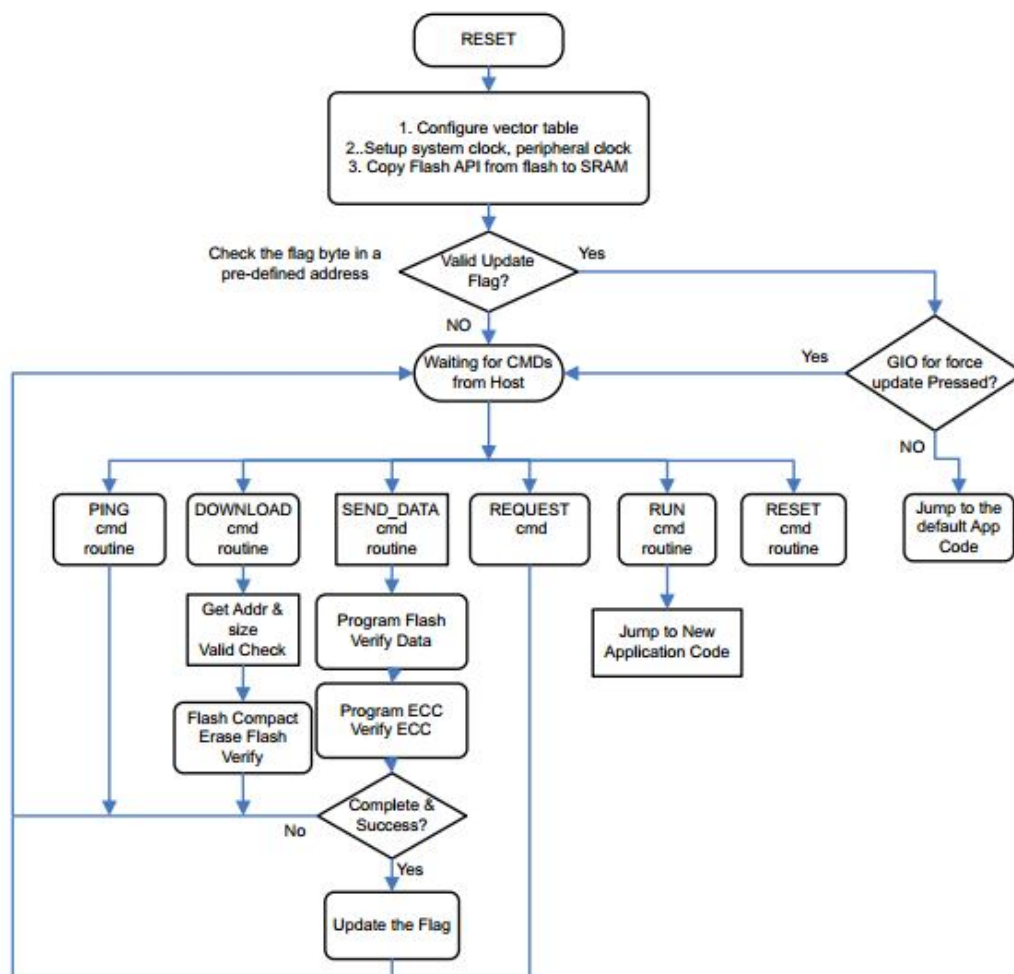 RESET
1. Configure vector table
2..Setup system clock, peripheral clock
3. Copy Flash API from flash to SRAM
Check the flag byte in a
pre-defined address
Valid Update
Flag?
Yes
NO
Waiting for CMDs
from Host
Yes
GIO for force
update Pressed?
NO
PING
cmd
routine
DOWNLOAD
cmd
routine
SEND_DATA
cmd
routine
REQUEST
cmd
RUN
cmd
routine
RESET
cmd
routine
Jump to the
default App
Code
Get Addr &
size
Valid Check
Program Flash
Verify Data
Jump to New
Application Code
Flash Compact
Erase Flash
Verify
Program ECC
Verify ECC
Complete &
Success?
No
Yes
Update the Flag